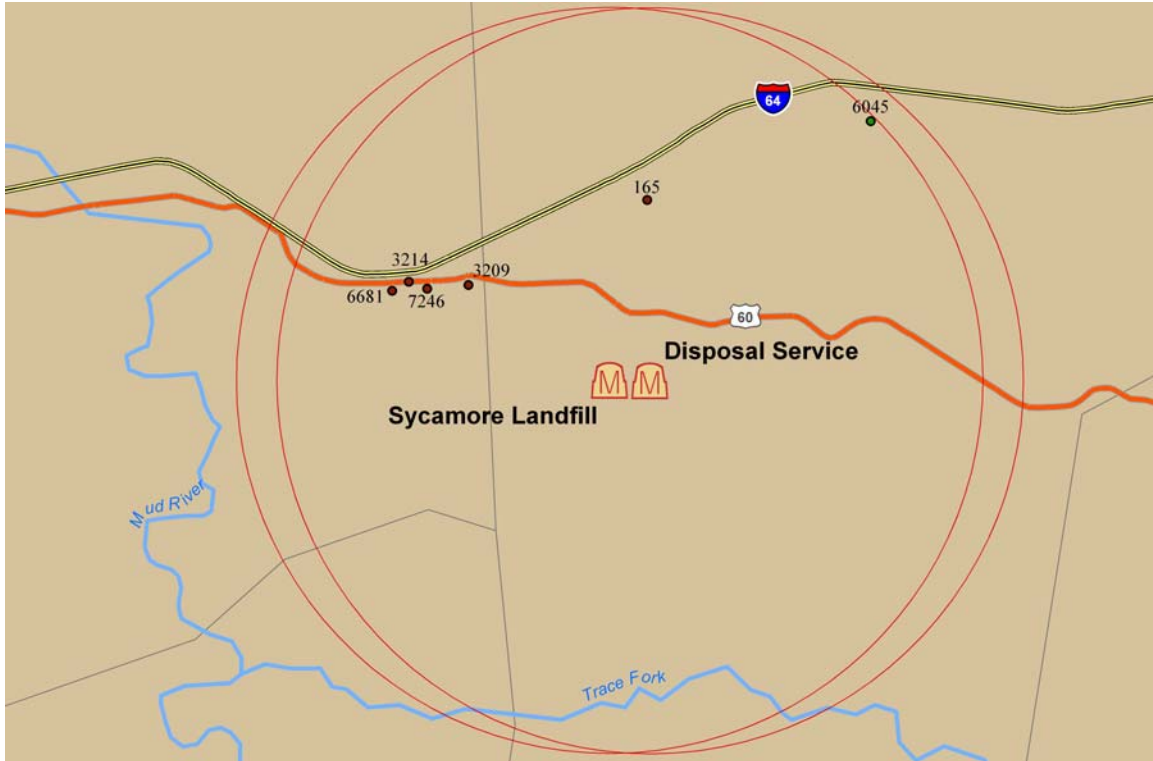 64
6045
165
3214
3209
6681
7246
60
Disposal Service
M M
Sycamore Landfill
Mud River
Trace Fork